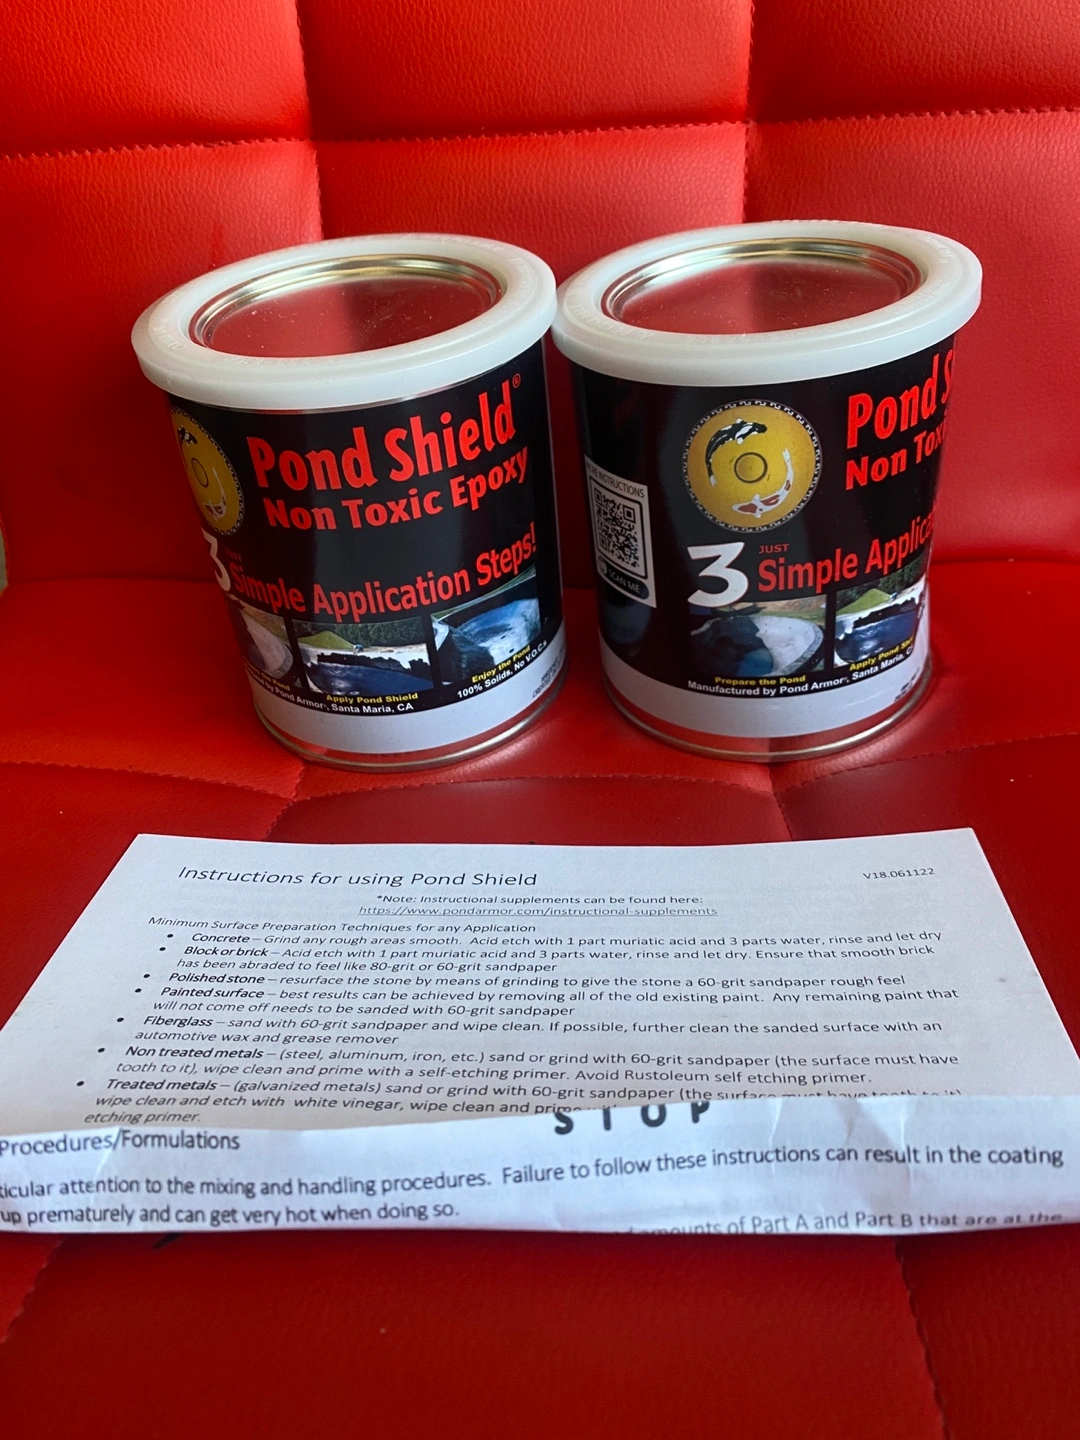 Pond Shield®
Non Toxic Epoxy
3 JUST
Simple Application Steps!
Apply Pond Shield
Enjoy the Pond
by Pond Armor, Santa Maria, CA
100% Solids, No V.O.C.s
INSTRUCTIONS
SCAN ME
Pond S
Non Tox
3 JUST
Simple Applica
Prepare the Pond
Apply Pond Shi
Manufactured by Pond Armor, Santa Maria, C
Instructions for using Pond Shield
V18.061122
*Note: Instructional supplements can be found here:
https://www.pondarmor.com/instructional-supplements
Minimum Surface Preparation Techniques for any Application
• Concrete – Grind any rough areas smooth. Acid etch with 1 part muriatic acid and 3 parts water, rinse and let dry
• Block or brick – Acid etch with 1 part muriatic acid and 3 parts water, rinse and let dry. Ensure that smooth brick
has been abraded to feel like 80-grit or 60-grit sandpaper
• Polished stone – resurface the stone by means of grinding to give the stone a 60-grit sandpaper rough feel
• Painted surface – best results can be achieved by removing all of the old existing paint. Any remaining paint that
will not come off needs to be sanded with 60-grit sandpaper
• Fiberglass – sand with 60-grit sandpaper and wipe clean. If possible, further clean the sanded surface with an
automotive wax and grease remover
• Non treated metals – (steel, aluminum, iron, etc.) sand or grind with 60-grit sandpaper (the surface must have
tooth to it), wipe clean and prime with a self-etching primer. Avoid Rustoleum self etching primer.
• Treated metals – (galvanized metals) sand or grind with 60-grit sandpaper (the surface must have tooth to it)
wipe clean and etch with white vinegar, wipe clean and prime
etching primer.
STOP
Procedures/Formulations
ticular attention to the mixing and handling procedures. Failure to follow these instructions can result in the coating
up prematurely and can get very hot when doing so.
amounts of Part A and Part B that are at the